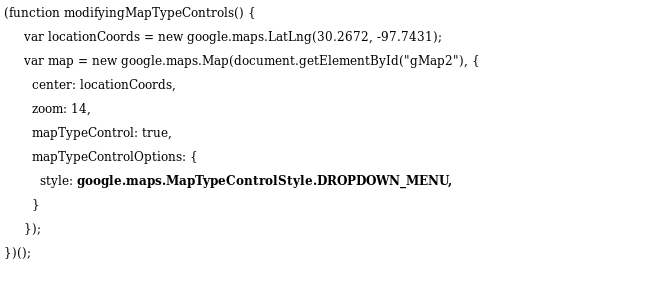 (function modifyingMapTypeControls() {
var locationCoords = new google.maps.LatLng(30.2672, -97.7431);
var map = new google.maps.Map(document.getElementById("gMap2"), {
center: locationCoords,
zoom: 14,
mapTypeControl: true,
mapTypeControlOptions: {
style: google.maps.MapTypeControlStyle.DROPDOWN_MENU,
}
});
})();